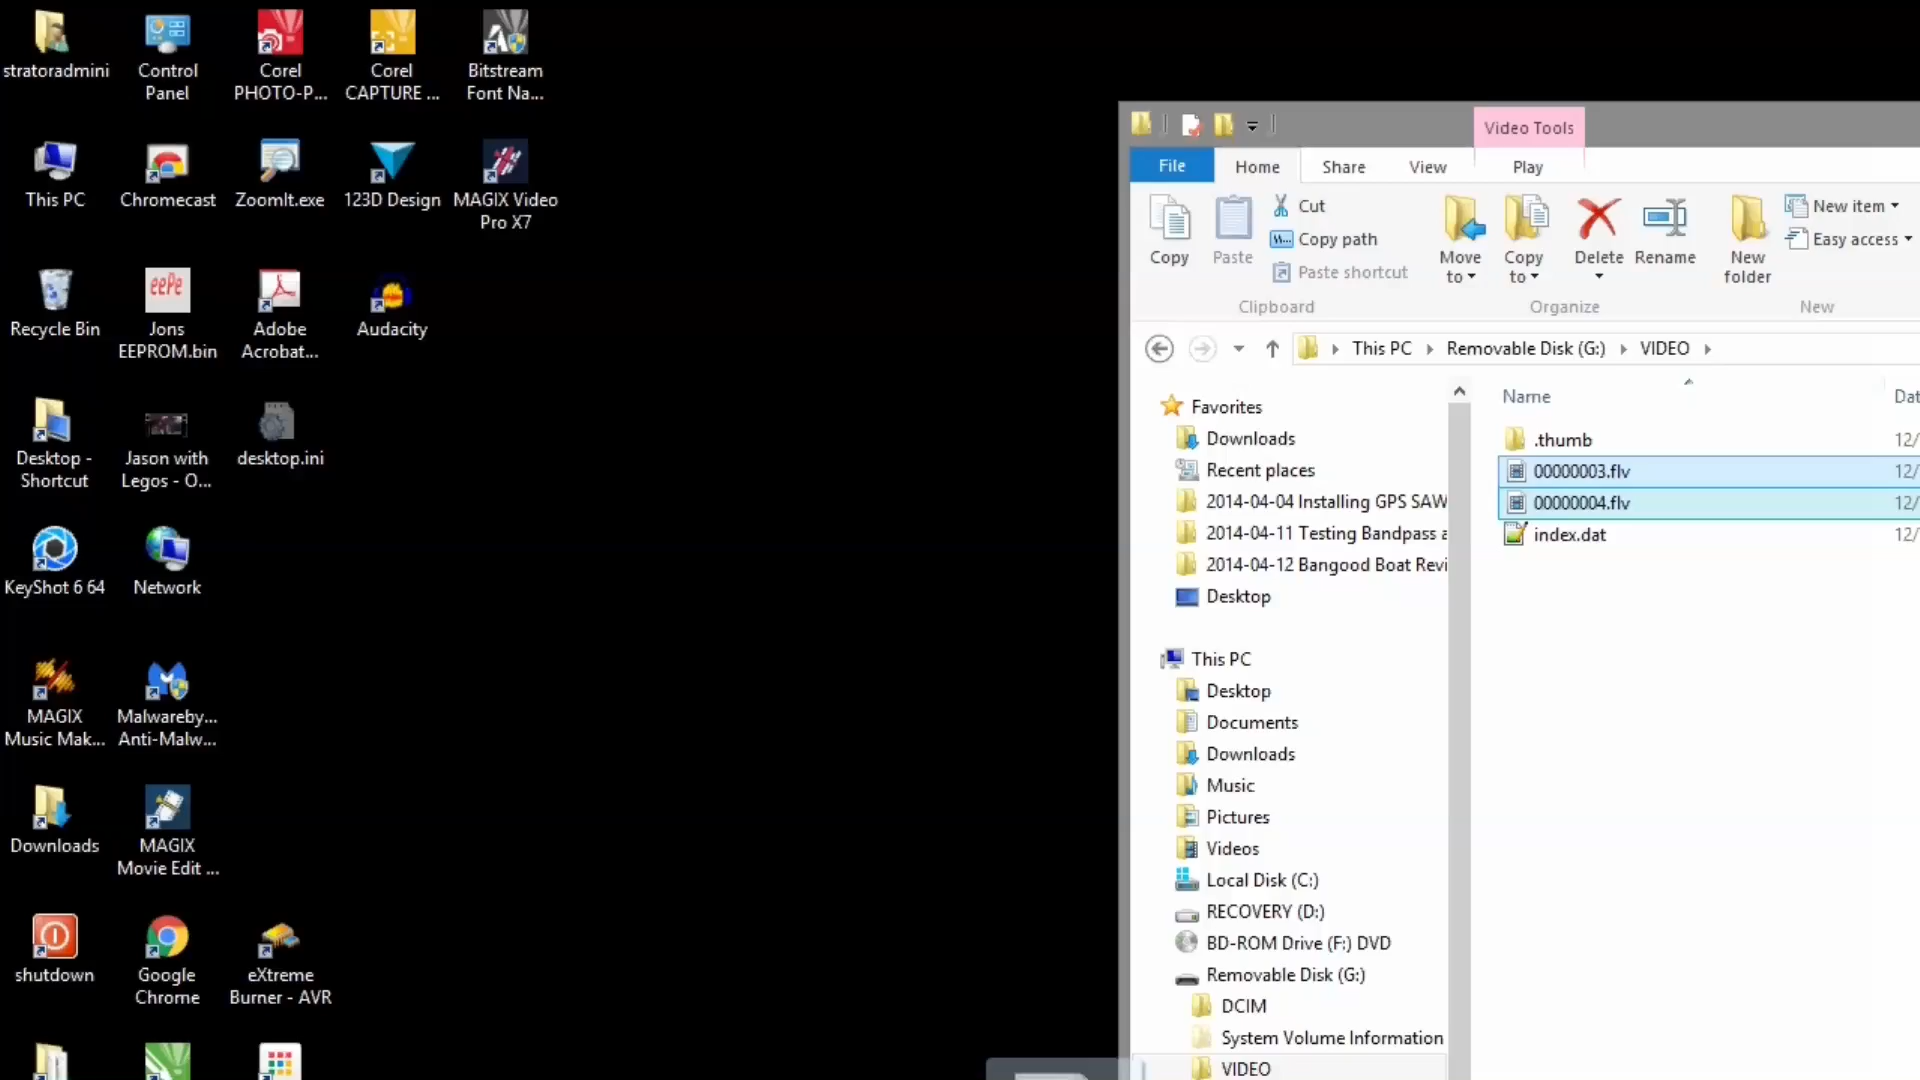 stratoradmini
Control
Panel
Corel
PHOTO-P...
Corel
CAPTURE ...
Bitstream
Font Na...
This PC
Chromecast
ZoomIt.exe
123D Design
MAGIX Video
Pro X7
Recycle Bin
eePe
Jons
EEPROM.bin
Adobe
Acrobat...
Audacity
Desktop -
Shortcut
Jason with
Legos - O...
desktop.ini
KeyShot 6 64
Network
MAGIX
Music Mak...
Malwareby...
Anti-Malw...
Downloads
MAGIX
Movie Edit ...
shutdown
Google
Chrome
eXtreme
Burner - AVR
Video Tools
File
Home
Share
View
Play
Copy
Paste
Cut
Copy path
Paste shortcut
Clipboard
Move
to
Copy
to
Delete
Rename
Organize
New
folder
New item
Easy access
New
This PC
Removable Disk (G:)
VIDEO
Favorites
Downloads
Recent places
2014-04-04 Installing GPS SAW
2014-04-11 Testing Bandpass a
2014-04-12 Bangood Boat Revi
Desktop
This PC
Desktop
Documents
Downloads
Music
Pictures
Videos
Local Disk (C:)
RECOVERY (D:)
BD-ROM Drive (F:) DVD
Removable Disk (G:)
DCIM
System Volume Information
VIDEO
Name
Dat
.thumb
12/
00000003.flv
12/
00000004.flv
12/
index.dat
12/